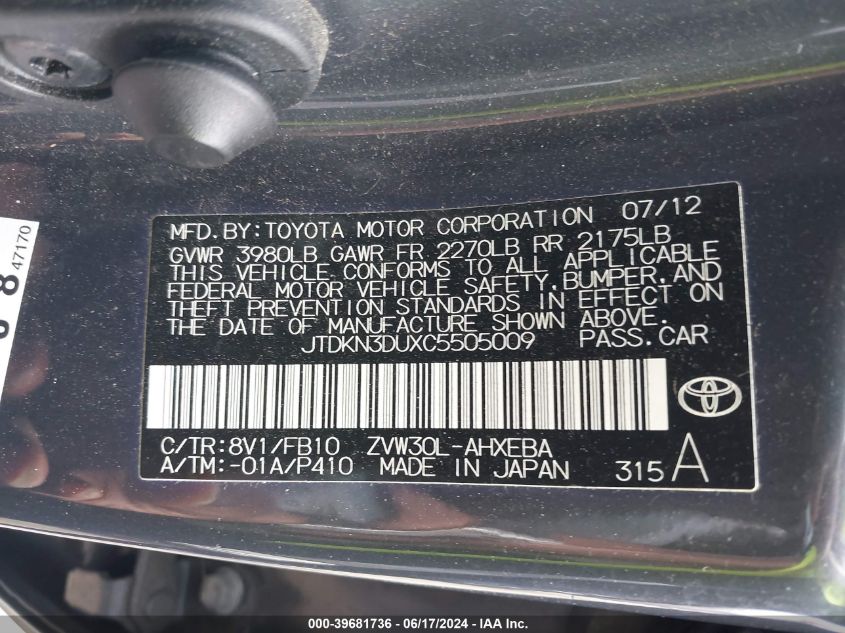 MFD.BY:TOYOTA MOTOR CORPORATION 07/12
GVWR 3980LB GAWR FR 2270LB RR 2175LB
THIS VEHICLE CONFORMS TO ALL APPLICABLE
FEDERAL MOTOR VEHICLE SAFETY,BUMPER,AND
THEFT PREVENTION STANDARDS IN EFFECT ON
THE DATE OF MANUFACTURE SHOWN ABOVE.
JTDKN3DUXC5505009 PASS.CAR
C/TR:8V1/FB10 ZVW30L-AHXEBA
A/TM:-01A/P410 MADE IN JAPAN 315 A
47170
8
000-39681736 - 06/17/2024 - IAA Inc.